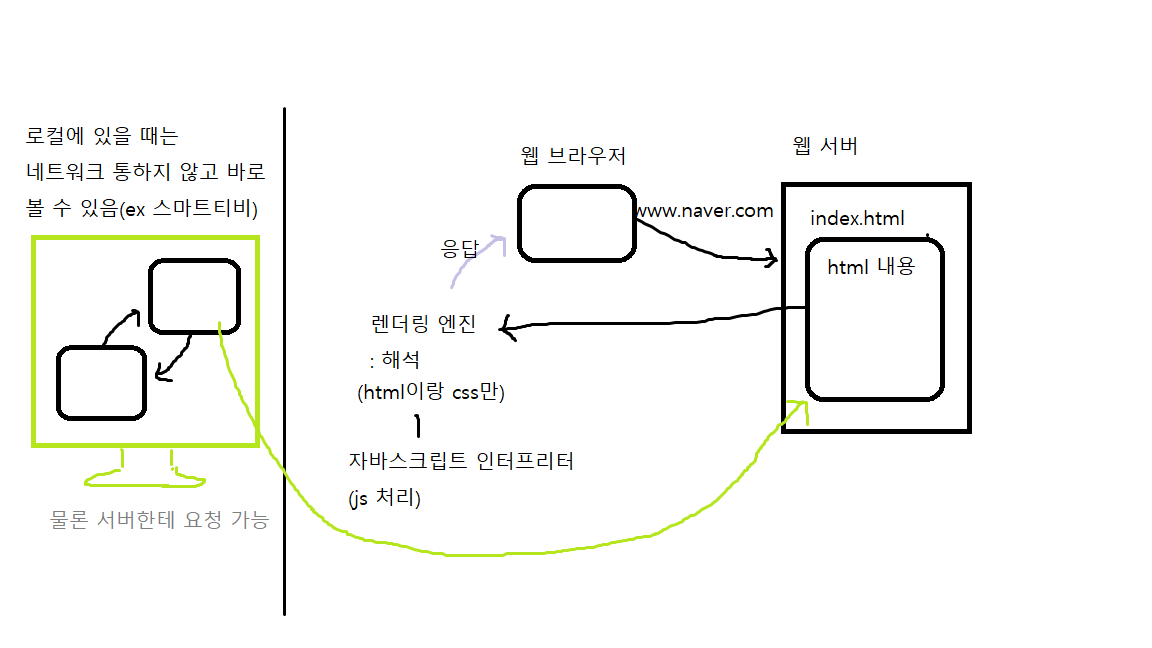 로컬에 있을 때는
네트워크 통하지 않고 바로
볼 수 있음(ex 스마트티비)
물론 서버한테 요청 가능
웹 브라우저
웹 서버
www.naver.com
index.html
html 내용
응답
렌더링 엔진
: 해석
(html이랑 css만)
자바스크립트 인터프리터
(js 처리)